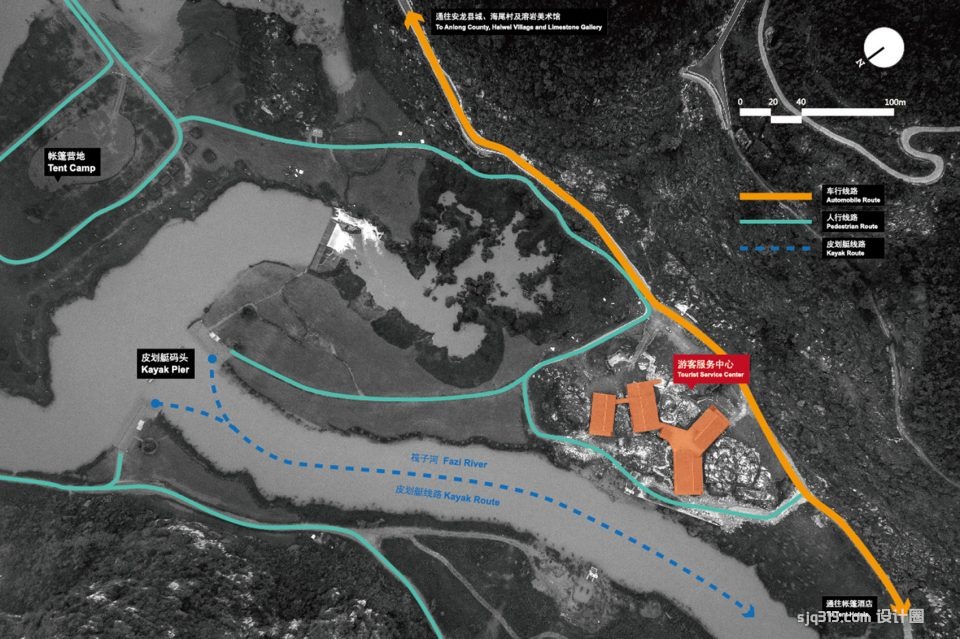 通往安龙县城、海尾村及溶岩美术馆
To Anlong County, Haiwei Village and Limestone Gallery
N
0 20 40 100m
帐篷营地
Tent Camp
车行线路
Automobile Route
人行线路
Pedestrian Route
皮划艇线路
Kayak Route
皮划艇码头
Kayak Pier
游客服务中心
Tourist Service Center
筏子河 Fazi River
皮划艇线路 Kayak Route
通往帐篷酒店
To Tent Hotels
sjq315.com 设计圈